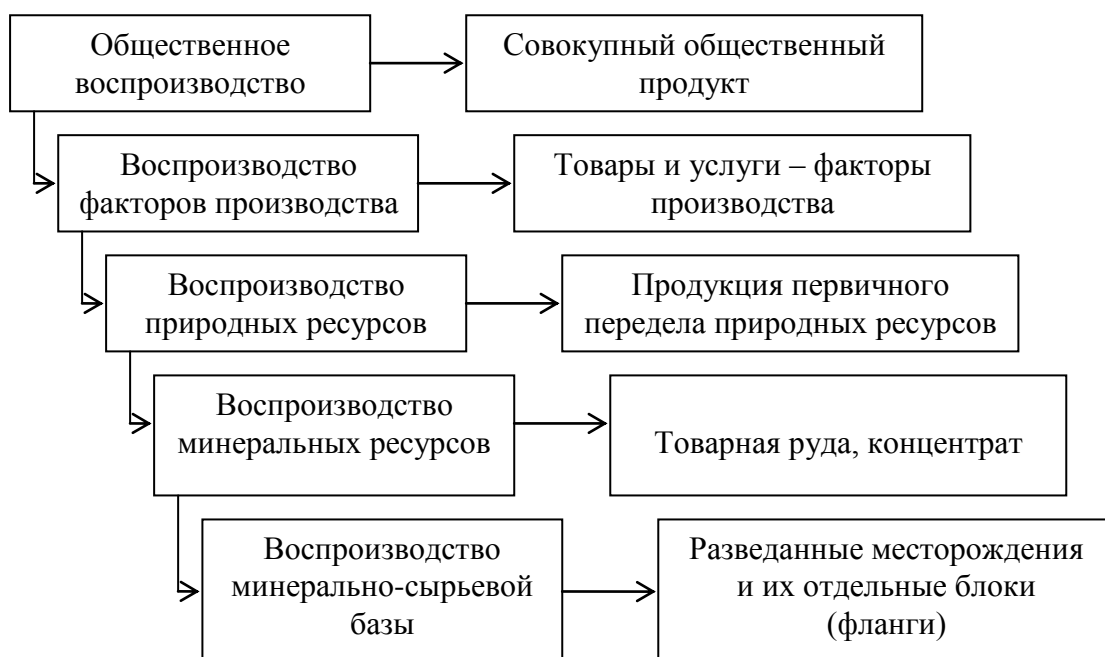 Общественное
воспроизводство
Совокупный общественный
продукт
Воспроизводство
факторов производства
Товары и услуги – факторы
производства
Воспроизводство
природных ресурсов
Продукция первичного
передела природных ресурсов
Воспроизводство
минеральных ресурсов
Товарная руда, концентрат
Воспроизводство
минерально-сырьевой
базы
Разведанные месторождения
и их отдельные блоки
(фланги)